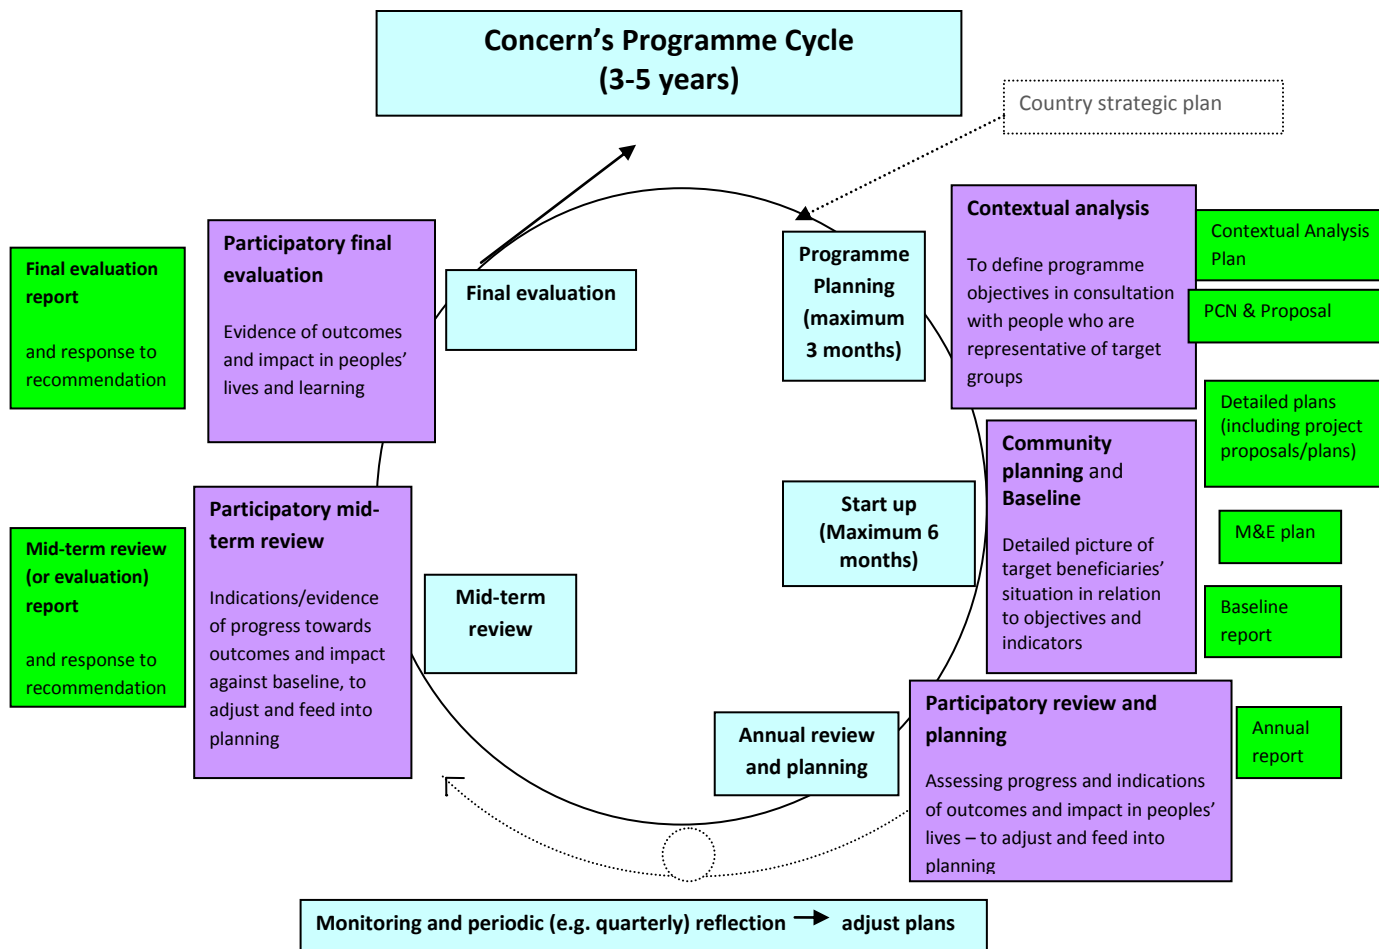 Concern's Programme Cycle
(3-5 years)
Country strategic plan
Contextual analysis
To define programme
objectives in consultation
with people who are
representative of target
groups
Contextual Analysis
Plan
PCN & Proposal
Programme
Planning
(maximum
3 months)
Participatory final
evaluation
Evidence of outcomes
and impact in peoples'
lives and learning
Final evaluation
report
and response to
recommendation
Final evaluation
Detailed plans
(including project
proposals/plans)
Community
planning and
Baseline
Detailed picture of
target beneficiaries'
situation in relation
to objectives and
indicators
Start up
(Maximum 6
months)
M&E plan
Baseline
report
Participatory mid-
term review
Indications/evidence
of progress towards
outcomes and impact
against baseline, to
adjust and feed into
planning
Mid-term review
(or evaluation)
report
and response to
recommendation
Mid-term
review
Annual review
and planning
Participatory review and
planning
Assessing progress and indications
of outcomes and impact in peoples'
lives – to adjust and feed into
planning
Annual
report
Monitoring and periodic (e.g. quarterly) reflection → adjust plans